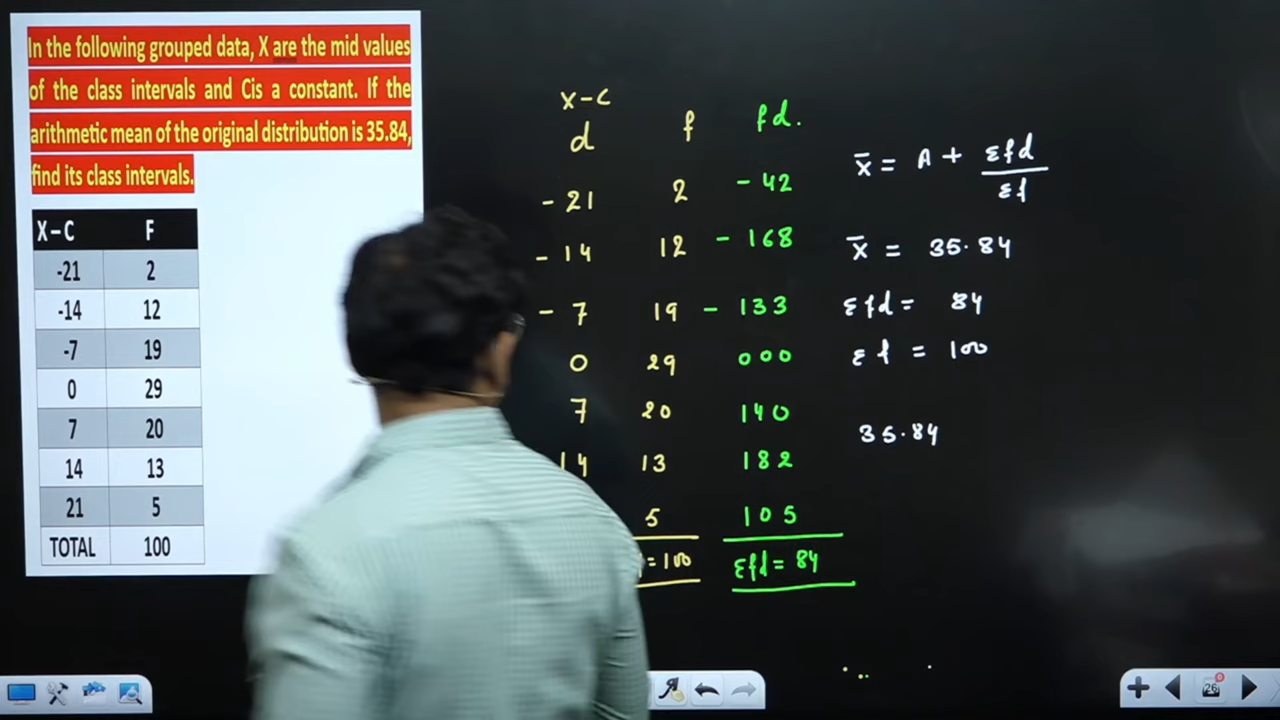 In the following grouped data, X are the mid values
of the class intervals and Cis a constant. If the
arithmetic mean of the original distribution is 35.84,
find its class intervals.
X – C F
-21 2
-14 12
-7 19
0 29
7 20
14 13
21 5
TOTAL 100
x-c
d f fd.
-21 2 -42
-14 12 -168
-7 19 -133
0 29 000
7 20 140
14 13 182
5 105
=100 Σfd = 84
x̄ = A + Σfd
Σf
x̄ = 35.84
Σfd = 84
Σf = 100
35.84
26